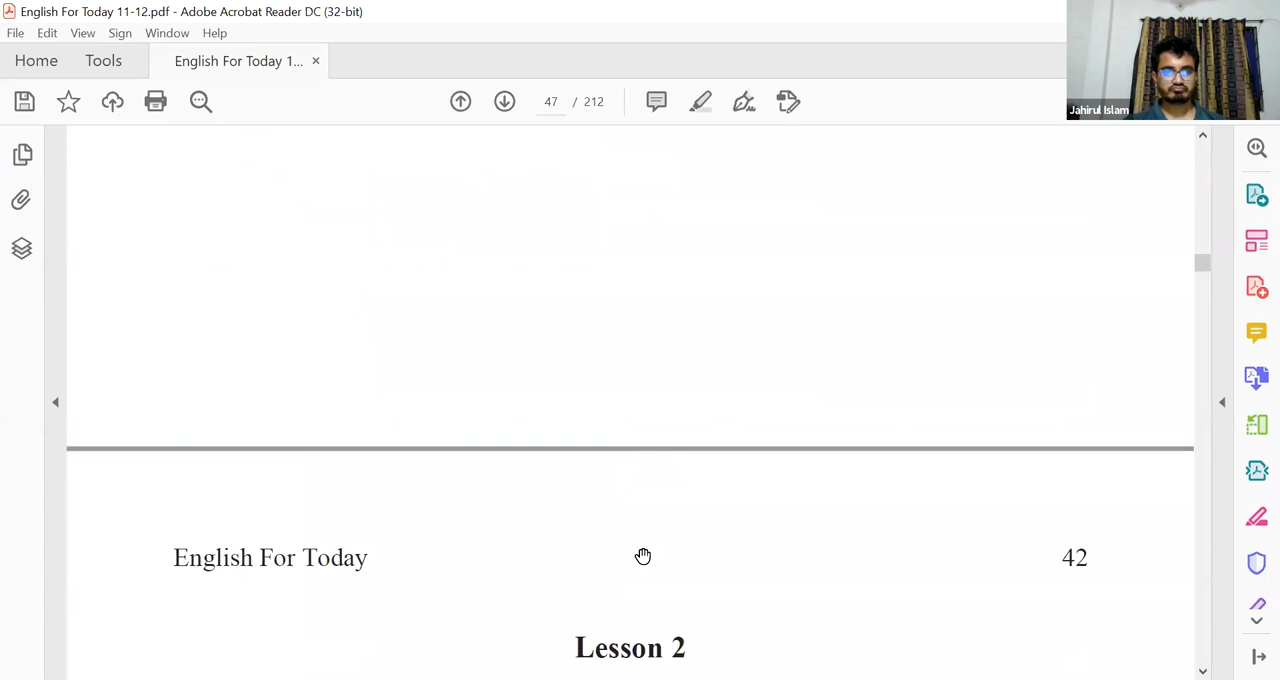 English For Today 11-12.pdf - Adobe Acrobat Reader DC (32-bit)
File Edit View Sign Window Help
Home Tools English For Today 1... ×
47 / 212
Jahirul Islam
English For Today 42
Lesson 2